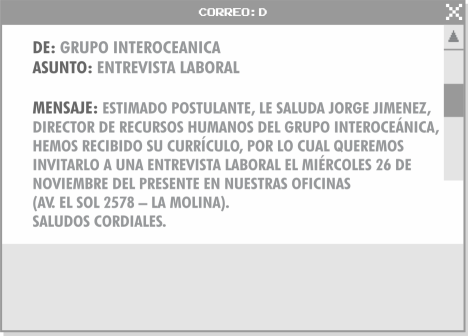 CORREO: D
DE: GRUPO INTEROCEANICA
ASUNTO: ENTREVISTA LABORAL
MENSAJE: ESTIMADO POSTULANTE, LE SALUDA JORGE JIMENEZ,
DIRECTOR DE RECURSOS HUMANOS DEL GRUPO INTEROCEÁNICA,
HEMOS RECIBIDO SU CURRÍCULO, POR LO CUAL QUEREMOS
INVITARLO A UNA ENTREVISTA LABORAL EL MIÉRCOLES 26 DE
NOVIEMBRE DEL PRESENTE EN NUESTRAS OFICINAS
(AV. EL SOL 2578 – LA MOLINA).
SALUDOS CORDIALES.